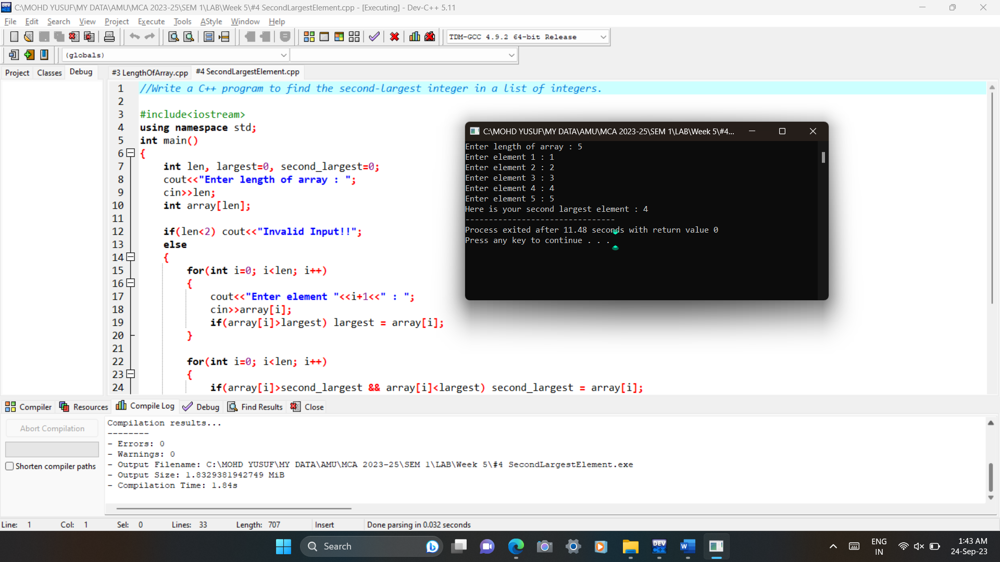 C:\MOHD YUSUF\MY DATA\AMU\MCA 2023-25\SEM 1\LAB\Week 5\#4 SecondLargestElement.cpp - [Executing] - Dev-C++ 5.11
File Edit Search View Project Execute Tools AStyle Window Help
TDM-GCC 4.9.2 64-bit Release
(globals)
Project Classes Debug
#3 LengthOfArray.cpp #4 SecondLargestElement.cpp
1 //Write a C++ program to find the second-largest integer in a list of integers.
2
3 #include<iostream>
4 using namespace std;
5 int main()
6 {
7 int len, largest=0, second_largest=0;
8 cout<<"Enter length of array : ";
9 cin>>len;
10 int array[len];
11
12 if(len<2) cout<<"Invalid Input!!";
13 else
14 {
15 for(int i=0; i<len; i++)
16 {
17 cout<<"Enter element "<<i+1<<" : ";
18 cin>>array[i];
19 if(array[i]>largest) largest = array[i];
20 }
21
22 for(int i=0; i<len; i++)
23 {
24 if(array[i]>second_largest && array[i]<largest) second_largest = array[i];
C:\MOHD YUSUF\MY DATA\AMU\MCA 2023-25\SEM 1\LAB\Week 5\#4...
Enter length of array : 5
Enter element 1 : 1
Enter element 2 : 2
Enter element 3 : 3
Enter element 4 : 4
Enter element 5 : 5
Here is your second largest element : 4
--------------------------------
Process exited after 11.48 seconds with return value 0
Press any key to continue . . .
Compiler Resources Compile Log Debug Find Results Close
Abort Compilation
Shorten compiler paths
Compilation results...
--------
- Errors: 0
- Warnings: 0
- Output Filename: C:\MOHD YUSUF\MY DATA\AMU\MCA 2023-25\SEM 1\LAB\Week 5\#4 SecondLargestElement.exe
- Output Size: 1.8329381942749 MiB
- Compilation Time: 1.84s
Line: 1 Col: 1 Sel: 0 Lines: 33 Length: 707 Insert Done parsing in 0.032 seconds
Search
DEV
W
ENG
IN
1:43 AM
24-Sep-23